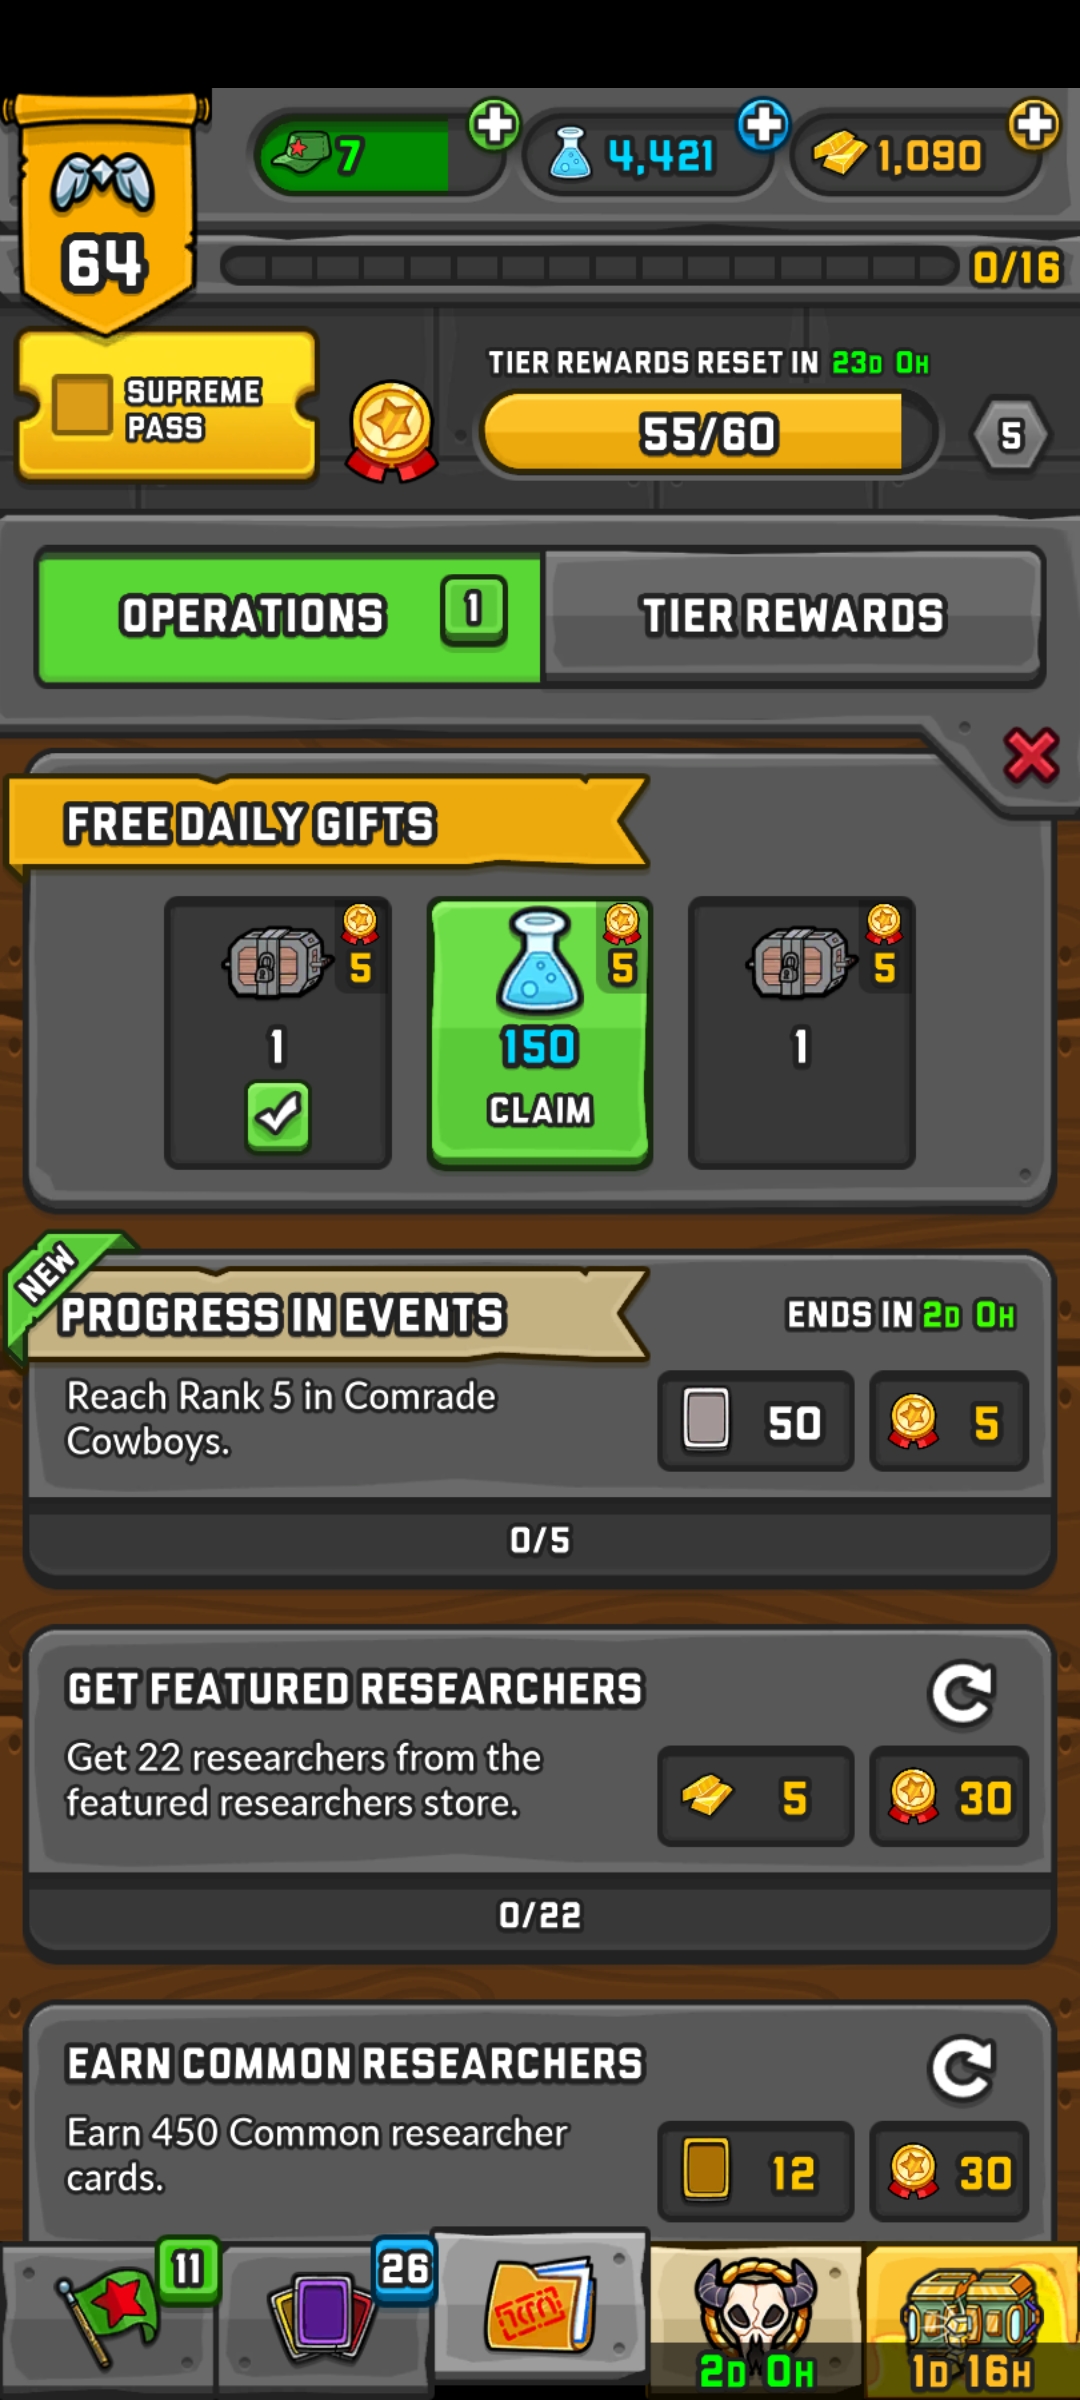 7
4,421
1,090
64
0/16
SUPREME
PASS
TIER REWARDS RESET IN 23D 0H
55/60
5
OPERATIONS 1
TIER REWARDS
FREE DAILY GIFTS
5
5
5
1
150
1
CLAIM
NEW
PROGRESS IN EVENTS
ENDS IN 2D 0H
Reach Rank 5 in Comrade
Cowboys.
50
5
0/5
GET FEATURED RESEARCHERS
Get 22 researchers from the
featured researchers store.
5
30
0/22
EARN COMMON RESEARCHERS
Earn 450 Common researcher
cards.
12
30
11
26
2D 0H
1D 16H